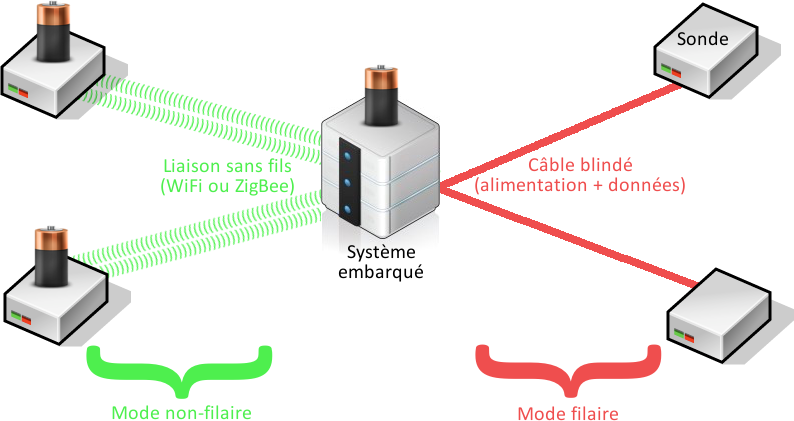 Sonde
Liaison sans fils
(WiFi ou ZigBee)
Câble blindé
(alimentation + données)
Système
embarqué
Mode non-filaire
Mode filaire